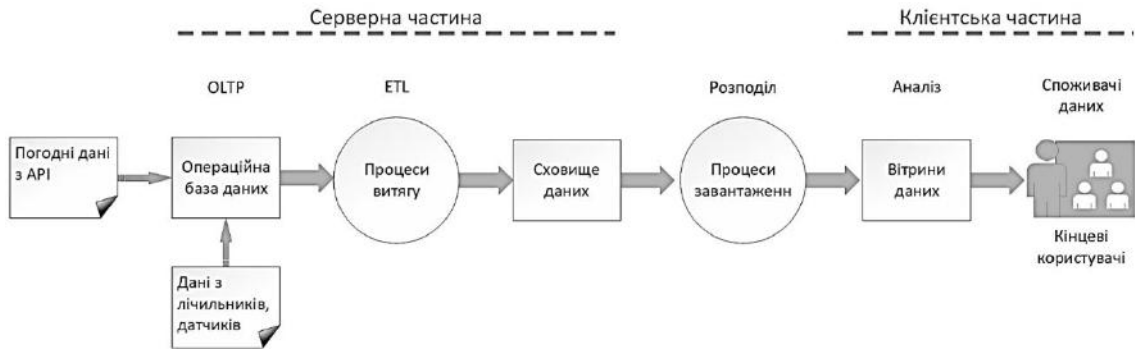 Серверна частина
Клієнтська частина
OLTP
ETL
Розподіл
Аналіз
Споживачі
даних
Погодні дані
з API
Операційна
база даних
Процеси
витягу
Сховище
даних
Процеси
завантаженн
Вітрини
даних
Кінцеві
користувачі
Дані з
лічильників,
датчиків